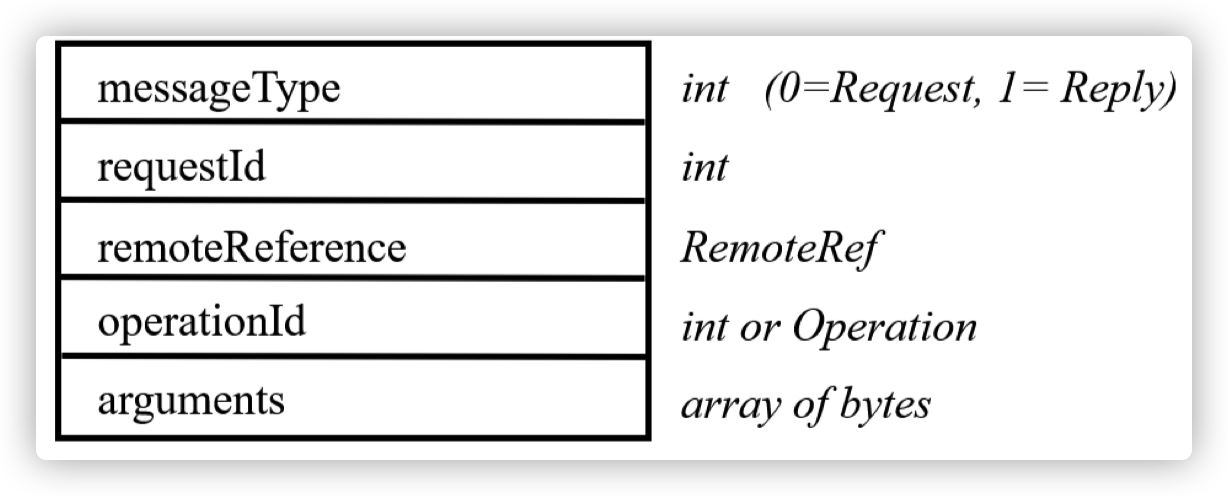 messageType int (0=Request, 1= Reply)
requestId int
remoteReference RemoteRef
operationId int or Operation
arguments array of bytes